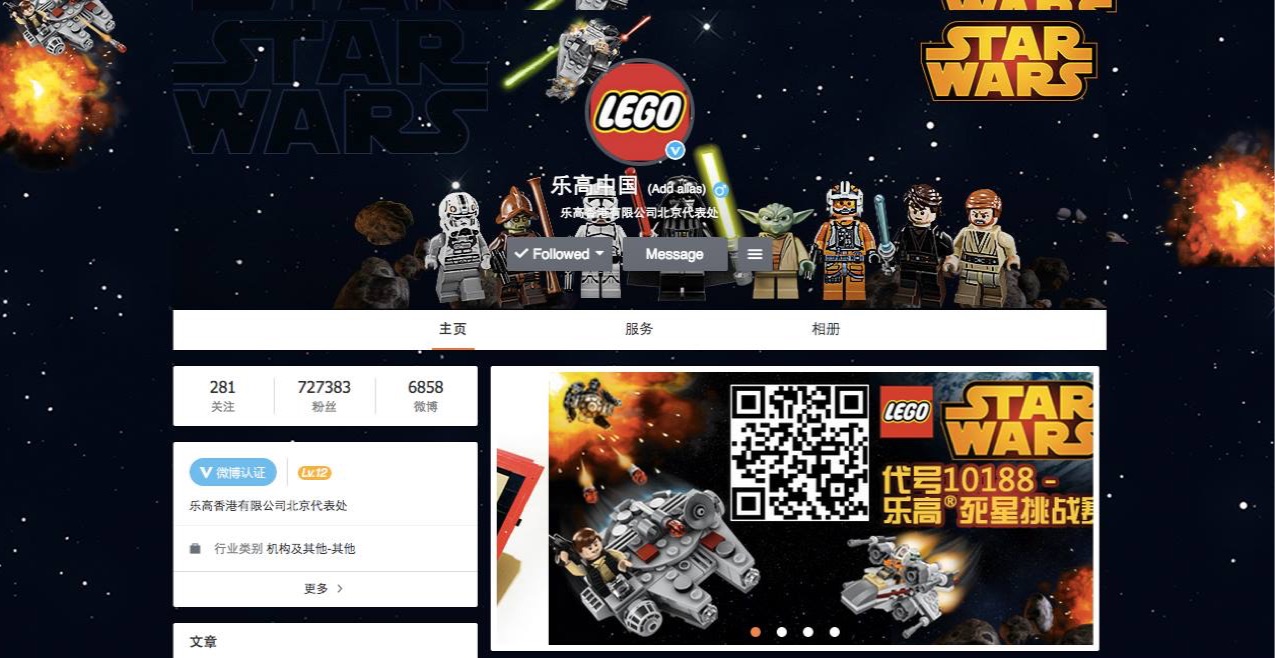 STAR
WARS
STAR
WARS
LEGO
乐高中国 (Add alias)
乐高香港有限公司北京代表处
Followed
Message
主页
服务
相册
281
关注
727383
粉丝
6858
微博
微博认证
Lv.12
乐高香港有限公司北京代表处
行业类别 机构及其他-其他
更多
文章
LEGO
STAR
WARS
代号10188 -
乐高®死星挑战赛